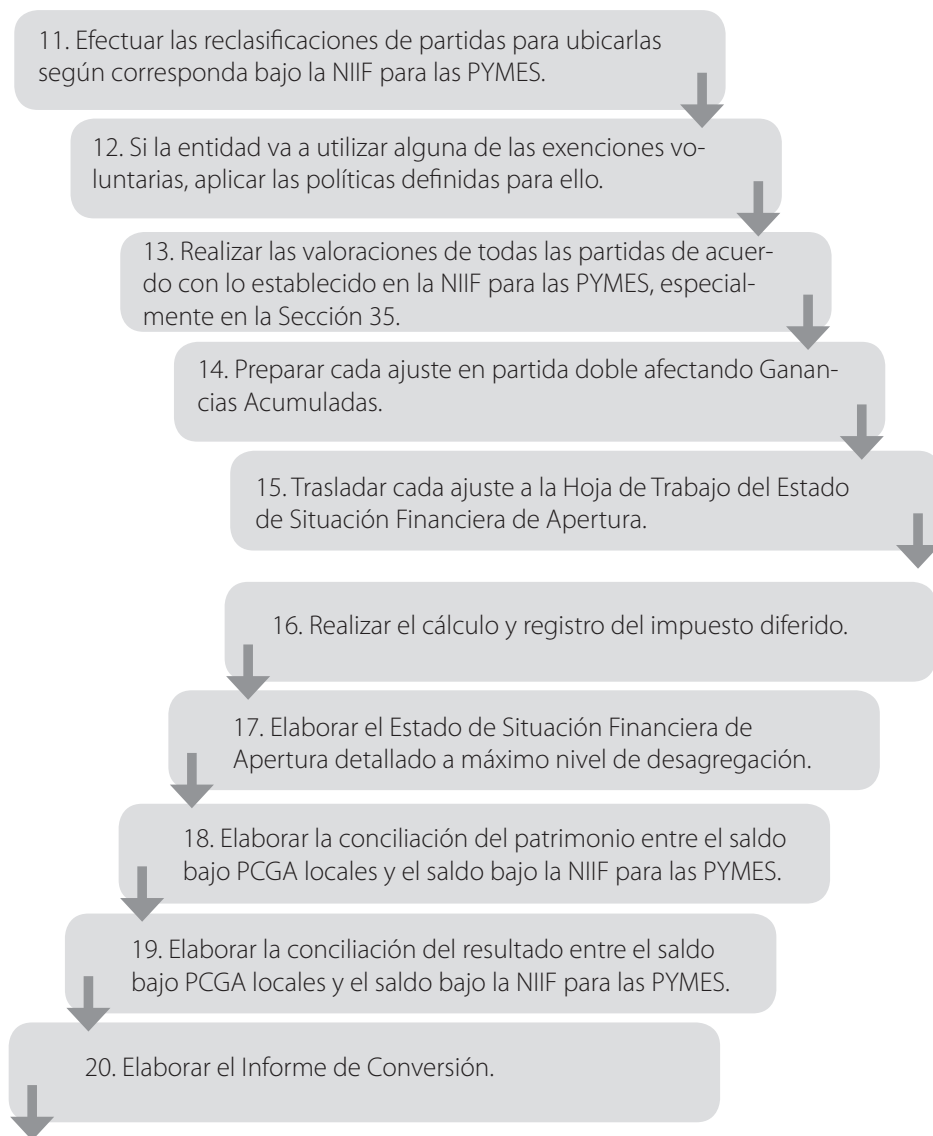 11. Efectuar las reclasificaciones de partidas para ubicarlas
según corresponda bajo la NIIF para las PYMES.
12. Si la entidad va a utilizar alguna de las exenciones vo-
luntarias, aplicar las políticas definidas para ello.
13. Realizar las valoraciones de todas las partidas de acuer-
do con lo establecido en la NIIF para las PYMES, especial-
mente en la Sección 35.
14. Preparar cada ajuste en partida doble afectando Ganan-
cias Acumuladas.
15. Trasladar cada ajuste a la Hoja de Trabajo del Estado
de Situación Financiera de Apertura.
16. Realizar el cálculo y registro del impuesto diferido.
17. Elaborar el Estado de Situación Financiera de
Apertura detallado a máximo nivel de desagregación.
18. Elaborar la conciliación del patrimonio entre el saldo
bajo PCGA locales y el saldo bajo la NIIF para las PYMES.
19. Elaborar la conciliación del resultado entre el saldo
bajo PCGA locales y el saldo bajo la NIIF para las PYMES.
20. Elaborar el Informe de Conversión.